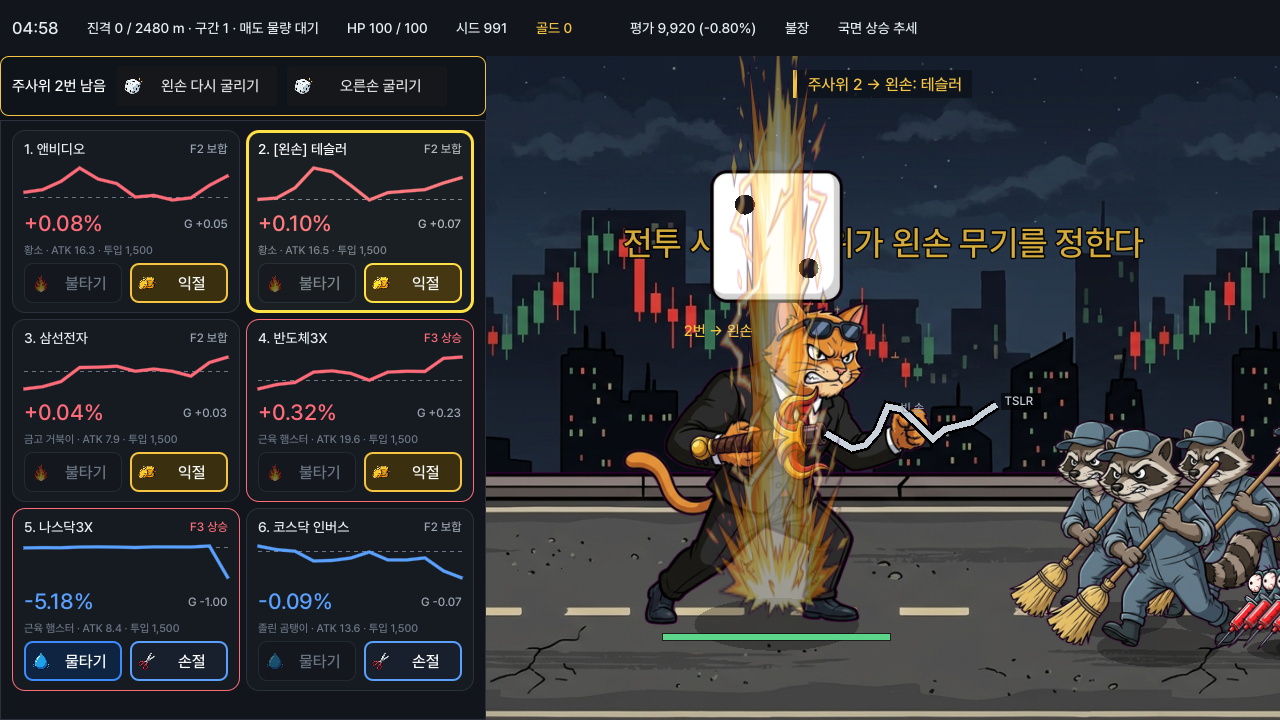 04:58 진격 0 / 2480 m · 구간 1 · 매도 물량 대기 HP 100 / 100 시드 991 골드 0 평가 9,920 (-0.80%) 불장 국면 상승 추세
주사위 2번 남음 왼손 다시 굴리기 오른손 굴리기
1. 앤비디오 F2 보합
+0.08% G +0.05
황소 · ATK 16.3 · 투입 1,500
불타기 익절
2. [왼손] 테슬러 F2 보합
+0.10% G +0.07
황소 · ATK 16.5 · 투입 1,500
불타기 익절
3. 삼선전자 F2 보합
+0.04% G +0.03
금고 거북이 · ATK 7.9 · 투입 1,500
불타기 익절
4. 반도체3X F3 상승
+0.32% G +0.23
근육 햄스터 · ATK 19.6 · 투입 1,500
불타기 익절
5. 나스닥3X F3 상승
-5.18% G -1.00
근육 햄스터 · ATK 8.4 · 투입 1,500
물타기 손절
6. 코스닥 인버스 F2 보합
-0.09% G -0.07
졸린 곰탱이 · ATK 13.6 · 투입 1,500
물타기 손절
주사위 2 → 왼손: 테슬러
전투 가 왼손 무기를 정한다
2번 → 왼손
TSLR